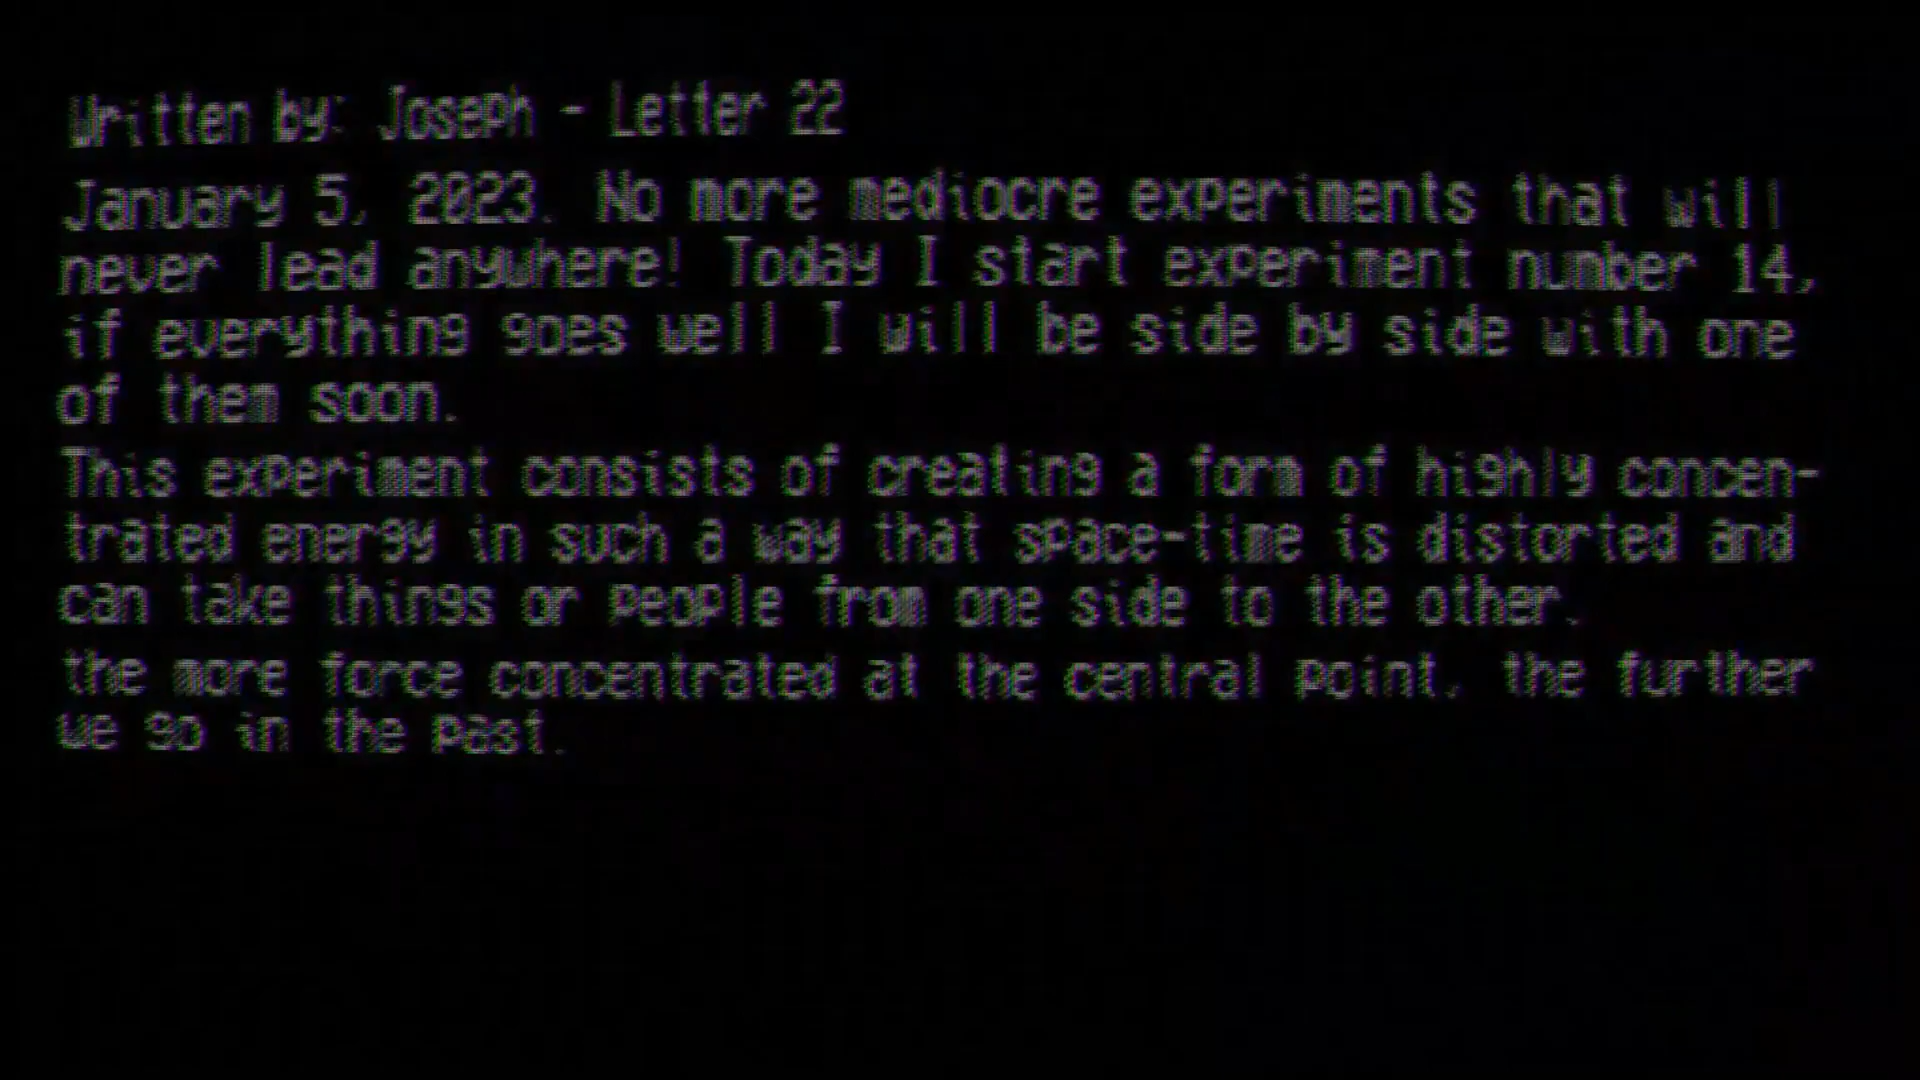 Written by: Joseph - Letter 22
January 5, 2023. No more mediocre experiments that will
never lead anywhere! Today I start experiment number 14,
if everything goes well I will be side by side with one
of them soon.
This experiment consists of creating a form of highly concen-
trated energy in such a way that space-time is distorted and
can take things or people from one side to the other.
the more force concentrated at the central point, the further
we go in the past.